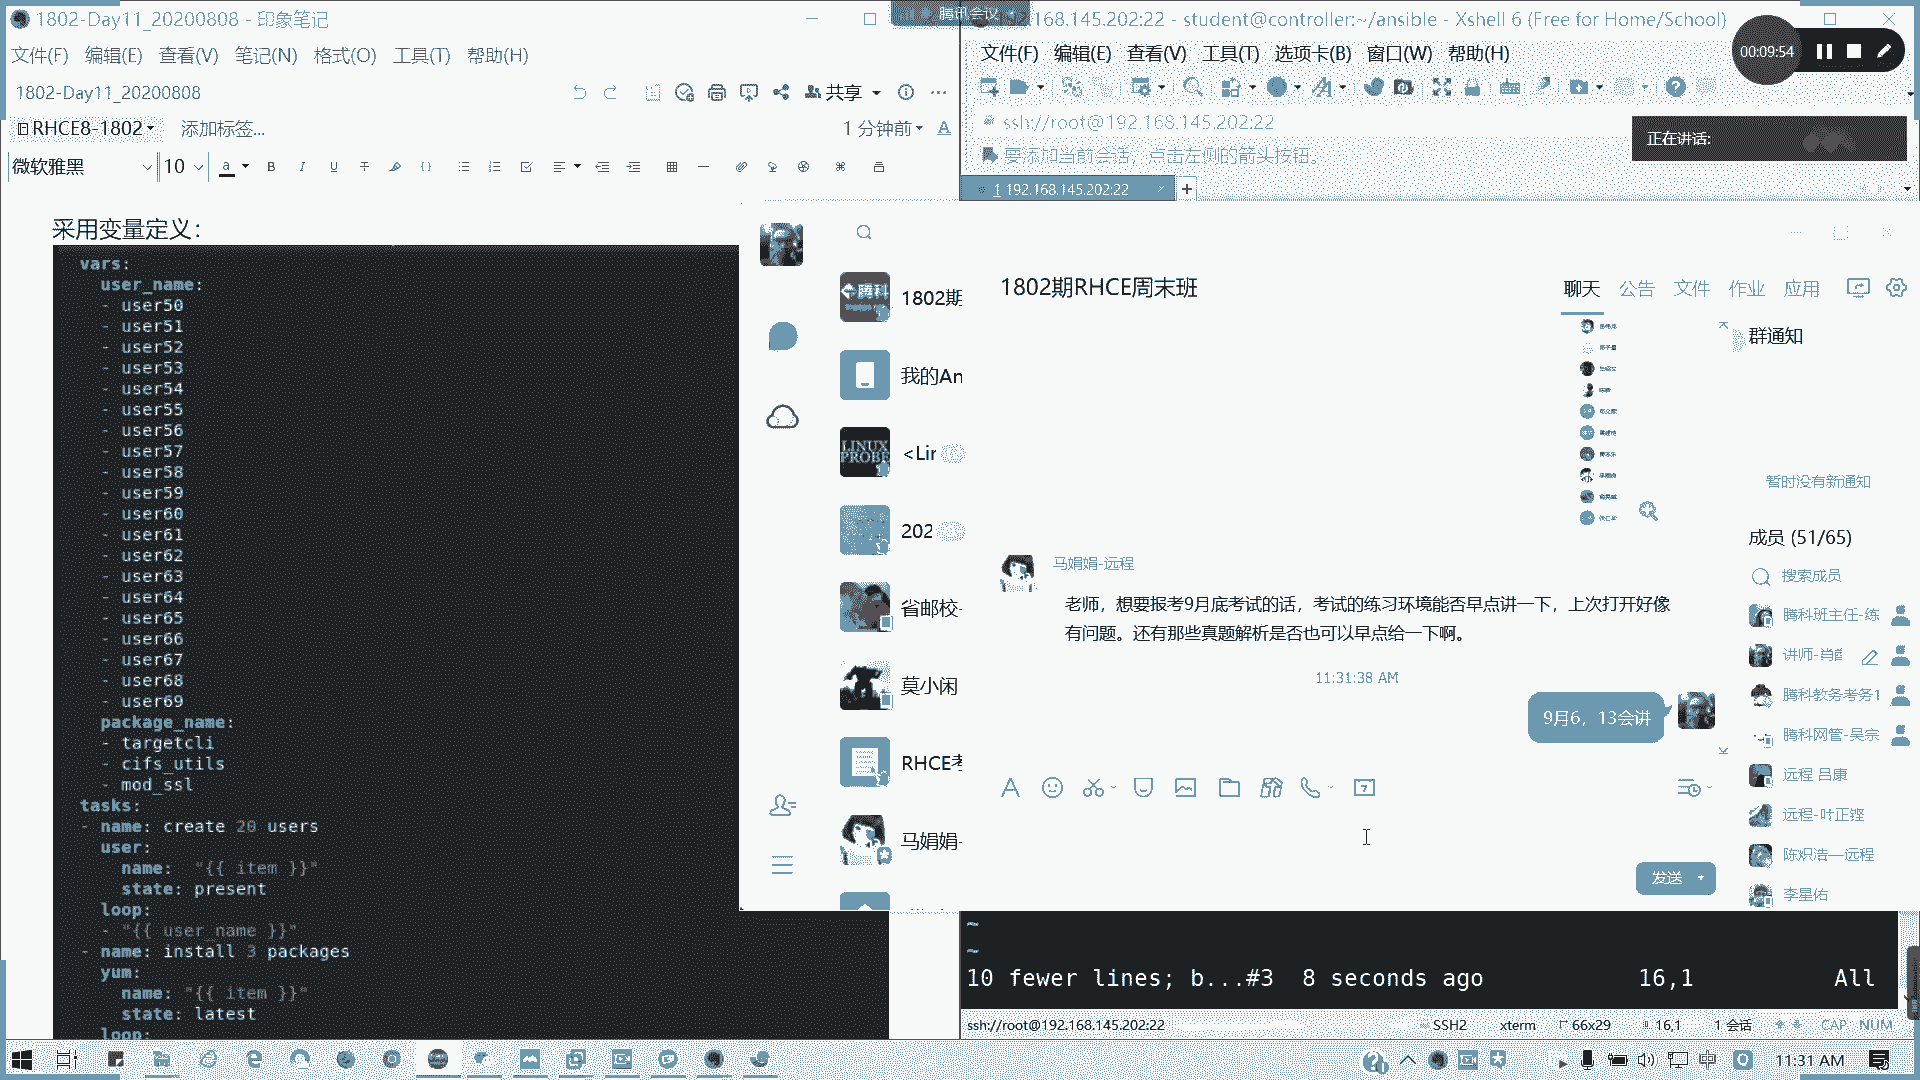 1802-Day11_20200808 - 印象笔记
文件(F) 编辑(E) 查看(V) 笔记(N) 格式(O) 工具(T) 帮助(H)
1802-Day11_20200808
共享
RHCE8-1802
添加标签...
1 分钟前
微软雅黑
10
采用变量定义：
vars:
user_name:
- user50
- user51
- user52
- user53
- user54
- user55
- user56
- user57
- user58
- user59
- user60
- user61
- user62
- user63
- user64
- user65
- user66
- user67
- user68
- user69
package_name:
- targetcli
- cifs_utils
- mod_ssl
tasks:
- name: create 20 users
user:
name: "{{ item }}"
state: present
loop:
- "{{ user_name }}"
- name: install 3 packages
yum:
name: "{{ item }}"
state: latest
loop:
腾讯会议
168.145.202:22 - student@controller:~/ansible - Xshell 6 (Free for Home/School)
文件(F) 编辑(E) 查看(V) 工具(T) 选项卡(B) 窗口(W) 帮助(H)
00:09:54
ssh://root@192.168.145.202:22
正在讲话:
要添加当前会话，点击左侧的箭头按钮。
1 192.168.145.202:22
1802期
我的An
<Lir
202
省邮校-
莫小闲
RHCE考
马娟娟-
1802期RHCE周末班
聊天 公告 文件 作业 应用
群通知
暂时没有新通知
成员 (51/65)
搜索成员
腾科班主任-练
讲师-肖
腾科教务考务1
腾科网管-吴宗
远程 吕康
远程-叶正铿
陈炽浩—远程
李星佑
马娟娟-远程
老师，想要报考9月底考试的话，考试的练习环境能否早点讲一下，上次打开好像
有问题。还有那些真题解析是否也可以早点给一下啊。
11:31:38 AM
9月6，13会讲
发送
~
~
10 fewer lines; b...#3 8 seconds ago 16,1 All
ssh://root@192.168.145.202:22 SSH2 xterm 66x29 16,1 1 会话 CAP NUM
中
11:31 AM